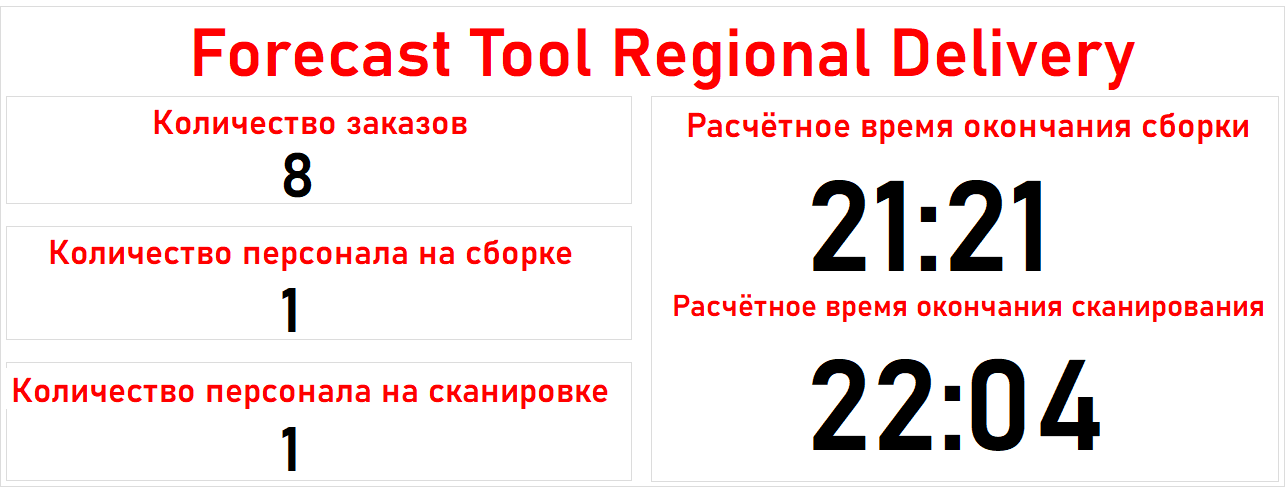 Forecast Tool Regional Delivery
Количество заказов
8
Количество персонала на сборке
1
Количество персонала на сканировке
1
Расчётное время окончания сборки
21:21
Расчётное время окончания сканирования
22:04